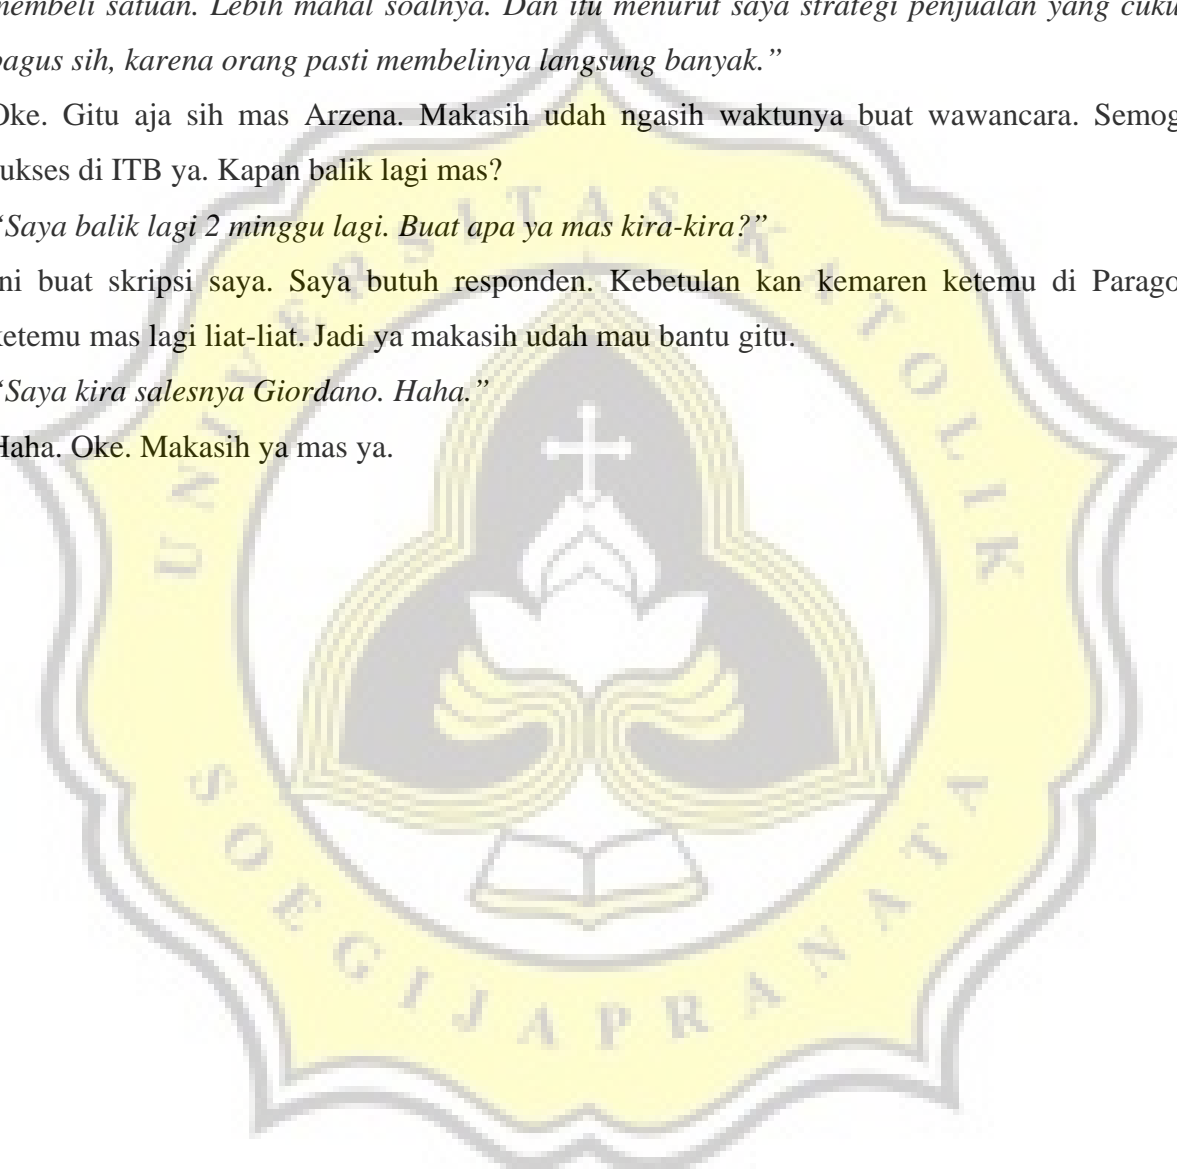 membeli satuan. Lebih mahal soalnya. Dan itu menurut saya strategi penjualan yang cuku
bagus sih, karena orang pasti membelinya langsung banyak.”
Oke. Gitu aja sih mas Arzena. Makasih udah ngasih waktunya buat wawancara. Semog
sukses di ITB ya. Kapan balik lagi mas?
“Saya balik lagi 2 minggu lagi. Buat apa ya mas kira-kira?”
Ini buat skripsi saya. Saya butuh responden. Kebetulan kan kemaren ketemu di Parago
ketemu mas lagi liat-liat. Jadi ya makasih udah mau bantu gitu.
“Saya kira salesnya Giordano. Haha.”
Haha. Oke. Makasih ya mas ya.
UNIVERSITAS KATOLIK
SOEGIJAPRANATA